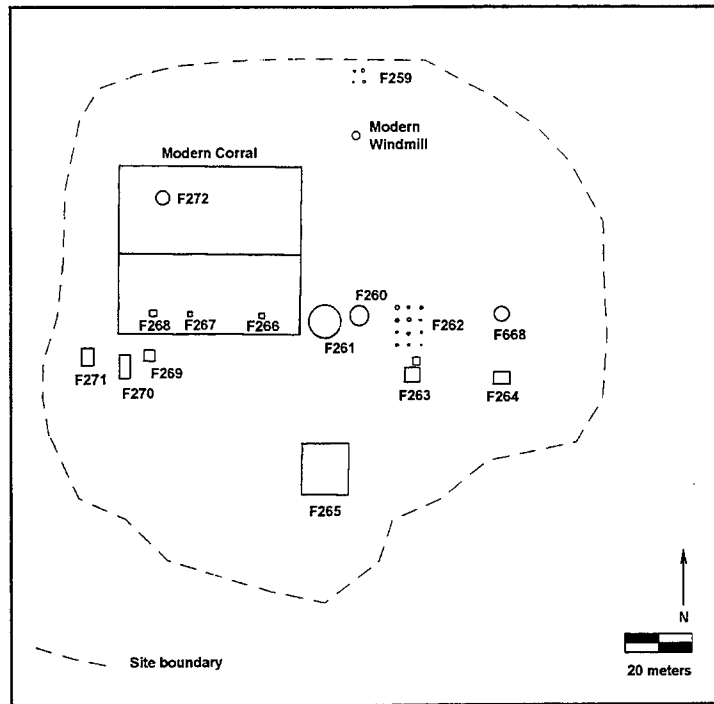 F259
Modern
Windmill
Modern Corral
F272
F260
F268
F267
F266
F261
F262
F668
F269
F271
F270
F263
F264
F265
N
Site boundary
20 meters